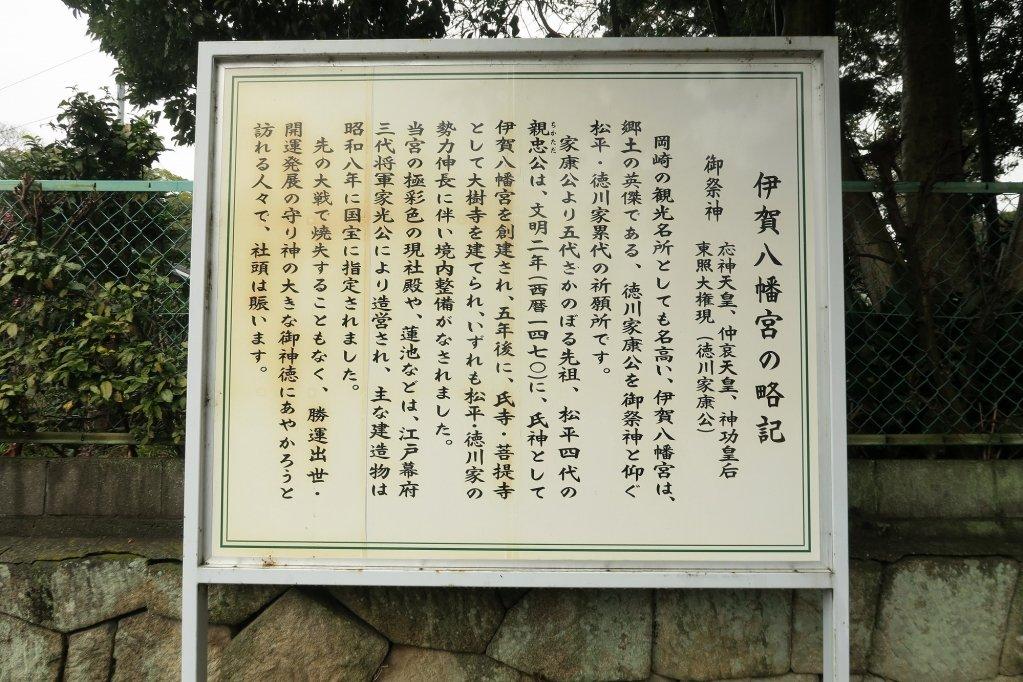 伊賀八幡宮の略記
御祭神
応神天皇、仲哀天皇、神功皇后
東照大権現（徳川家康公）
岡崎の観光名所としても名高い、伊賀八幡宮は、
郷土の英傑である、徳川家康公を御祭神と仰ぐ
松平・徳川家累代の祈願所です。
家康公より五代さかのぼる先祖、松平四代の
親忠公は、文明二年（西暦一四七〇）に、氏神として
ちかただ
伊賀八幡宮を創建され、五年後に、氏寺・菩提寺
として大樹寺を建てられ、いずれも松平・徳川家の
勢力伸長に伴い境内整備がなされました。
当宮の極彩色の現社殿や、蓮池などは、江戸幕府
三代将軍家光公により造営され、主な建造物は
昭和八年に国宝に指定されました。
先の大戦で焼失することもなく、勝運出世・
開運発展の守り神の大きな御神徳にあやかろうと
訪れる人々で、社頭は賑います。